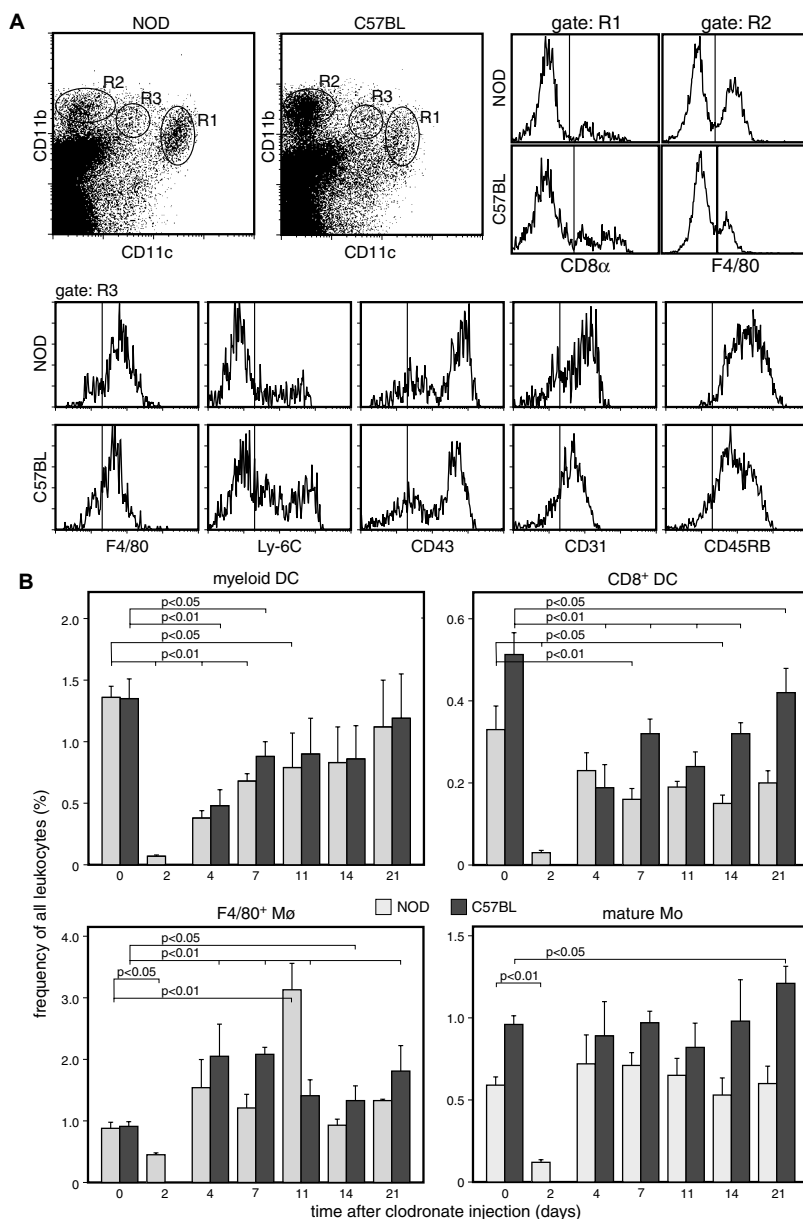 A
NOD
C57BL
gate: R1
gate: R2
R2
R3
R1
R2
R3
R1
CD11b
CD11b
NOD
C57BL
CD11c
CD11c
CD8α
F4/80
gate: R3
NOD
C57BL
F4/80
Ly-6C
CD43
CD31
CD45RB
B
myeloid DC
CD8+ DC
2.0
1.5
1.0
0.5
0
p<0.05
p<0.01
p<0.05
p<0.01
0 2 4 7 11 14 21
0.6
0.4
0.2
0
p<0.05
p<0.01
p<0.05
p<0.01
0 2 4 7 11 14 21
frequency of all leukocytes (%)
F4/80+ Mø
NOD
C57BL
mature Mo
4.0
3.0
2.0
1.0
0
p<0.05
p<0.01
p<0.05
p<0.01
0 2 4 7 11 14 21
1.5
1.0
0.5
0
p<0.05
p<0.01
0 2 4 7 11 14 21
time after clodronate injection (days)